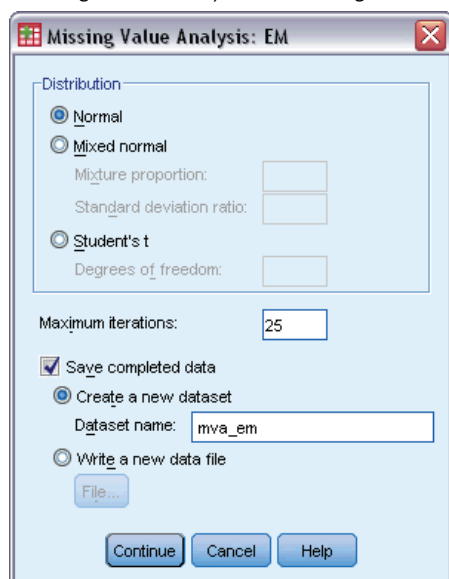 Missing Value Analysis: EM
Distribution
Normal
Mixed normal
Mixture proportion:
Standard deviation ratio:
Student's t
Degrees of freedom:
Maximum iterations: 25
Save completed data
Create a new dataset
Dataset name: mva_em
Write a new data file
File...
Continue Cancel Help